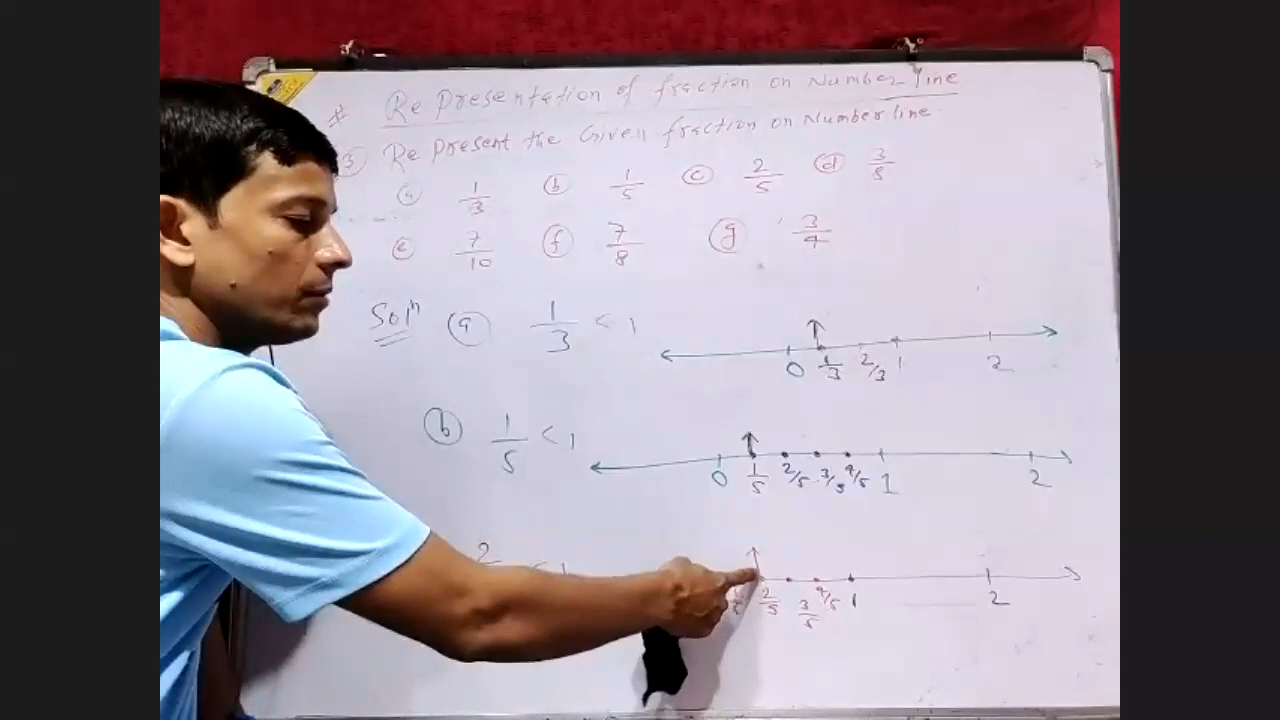 # Representation of fraction on Number line
3 Represent the Given fraction on Number line
(a) 1/3 (b) 1/5 (c) 2/5 (d) 3/8
(e) 7/10 (f) 7/8 (g) 3/4
Solⁿ (a) 1/3 < 1
0 1/3 2/3 1 2
(b) 1/5 < 1
0 1/5 2/5 3/5 4/5 1 2
2 < 1
2/5 3/5 4/5 1 2